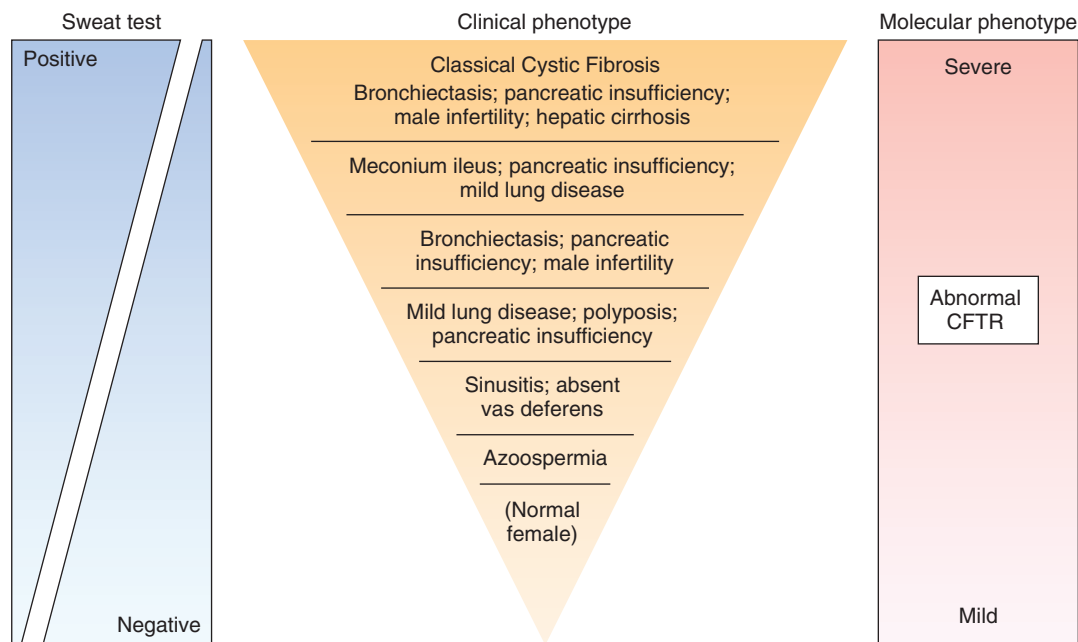 Sweat test
Positive
Negative
Clinical phenotype
Classical Cystic Fibrosis
Bronchiectasis; pancreatic insufficiency;
male infertility; hepatic cirrhosis
Meconium ileus; pancreatic insufficiency;
mild lung disease
Bronchiectasis; pancreatic
insufficiency; male infertility
Mild lung disease; polyposis;
pancreatic insufficiency
Sinusitis; absent
vas deferens
Azoospermia
(Normal
female)
Molecular phenotype
Severe
Abnormal
CFTR
Mild